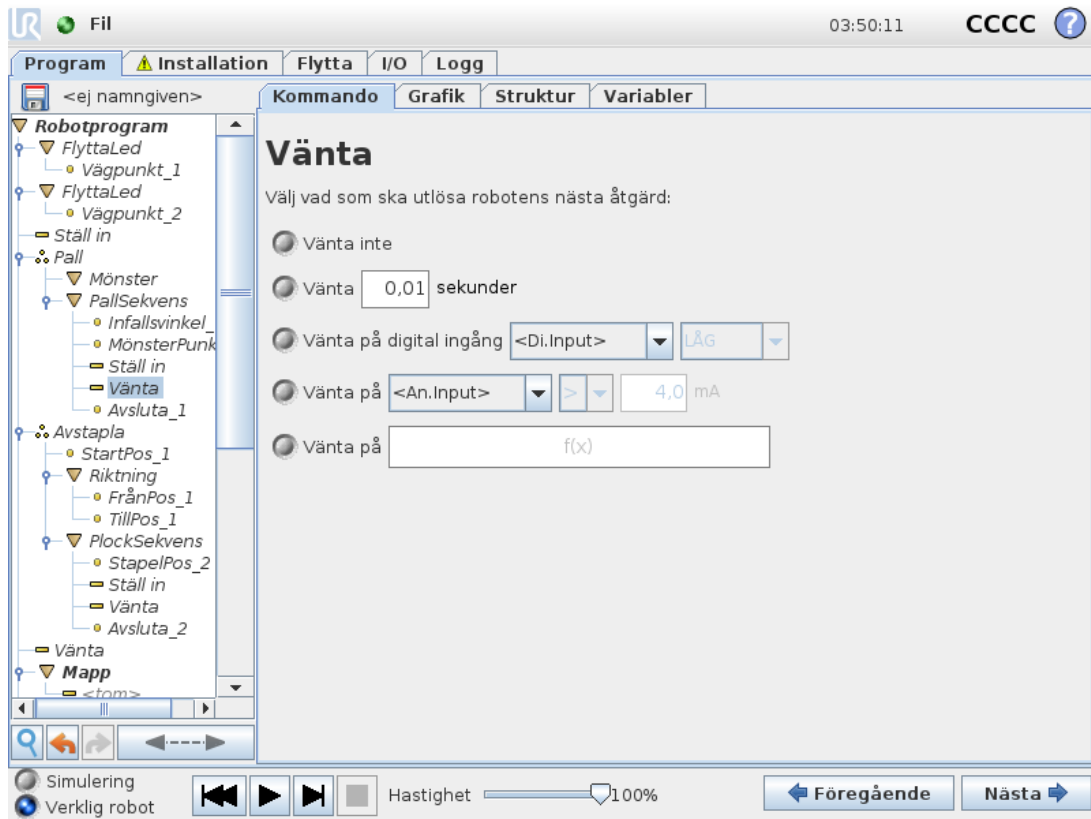 UR Fil 03:50:11 CCCC ?
Program Installation Flytta I/O Logg
<ej namngiven>
Kommando Grafik Struktur Variabler
Robotprogram
FlyttaLed
Vägpunkt_1
FlyttaLed
Vägpunkt_2
Ställ in
Pall
Mönster
PallSekvens
Infallsvinkel_
MönsterPunk
Ställ in
Vänta
Avsluta_1
Avstapla
StartPos_1
Riktning
FrånPos_1
TillPos_1
PlockSekvens
StapelPos_2
Ställ in
Vänta
Avsluta_2
Vänta
Mapp
<tom>
Vänta
Välj vad som ska utlösa robotens nästa åtgärd:
Vänta inte
Vänta 0,01 sekunder
Vänta på digital ingång <Di.Input> LÅG
Vänta på <An.Input> > 4,0 mA
Vänta på f(x)
Simulering
Verklig robot
Hastighet 100%
Föregående Nästa